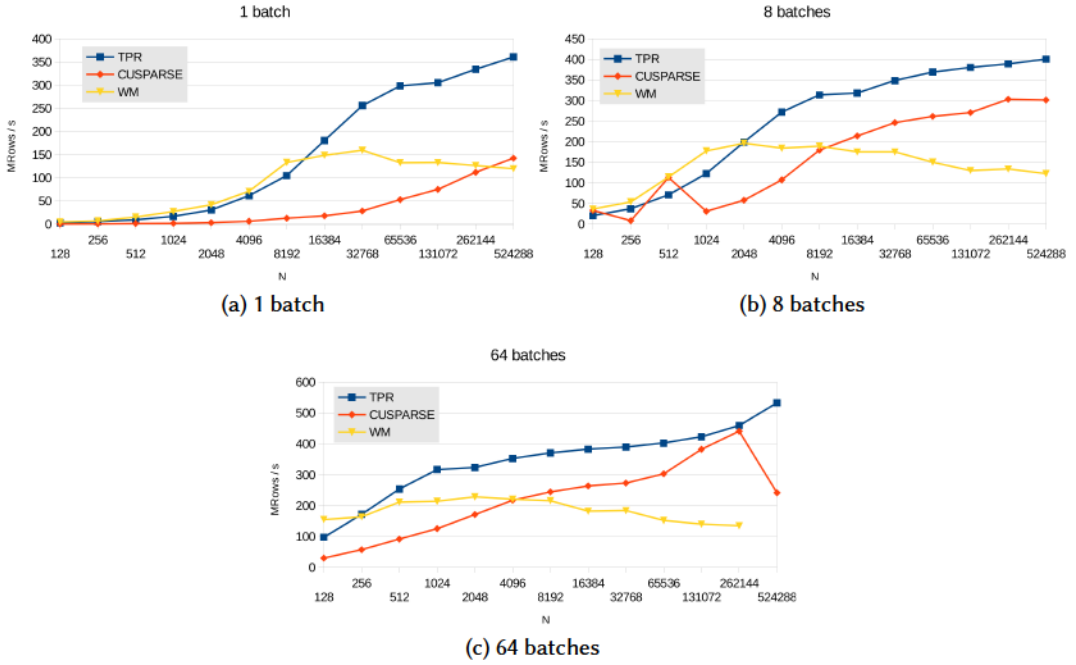 1 batch
400
350
300
250
200
150
100
50
0
MRows / s
TPR
CUSPARSE
WM
256 1024 4096 16384 65536 262144
128 512 2048 8192 32768 131072 524288
N
(a) 1 batch
8 batches
450
400
350
300
250
200
150
100
50
0
MRows / s
TPR
CUSPARSE
WM
256 1024 4096 16384 65536 262144
128 512 2048 8192 32768 131072 524288
N
(b) 8 batches
64 batches
600
500
400
300
200
100
0
MRows / s
TPR
CUSPARSE
WM
256 1024 4096 16384 65536 262144
128 512 2048 8192 32768 131072 524288
N
(c) 64 batches